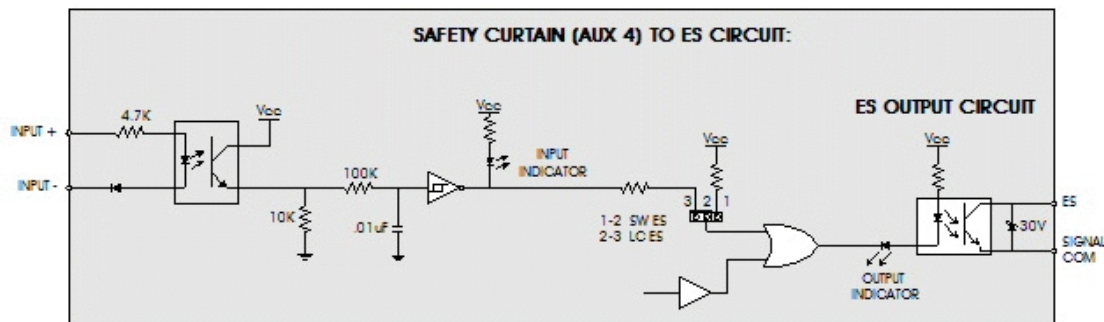 SAFETY CURTAIN (AUX 4) TO ES CIRCUIT:
ES OUTPUT CIRCUIT
INPUT +
4.7K
Vcc
INPUT -
10K
100K
.01uF
Vcc
INPUT
INDICATOR
Vcc
3 2 1
1-2 SW ES
2-3 LC ES
OUTPUT
INDICATOR
Vcc
ES
30V
SIGNAL
COM